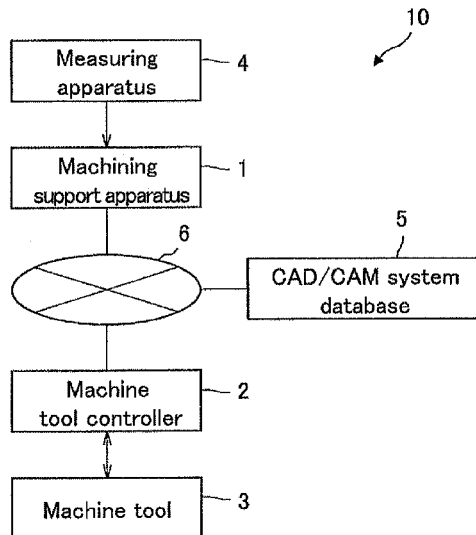 10
Measuring
apparatus
4
Machining
support apparatus
1
6
5
CAD/CAM system
database
Machine
tool controller
2
Machine tool
3